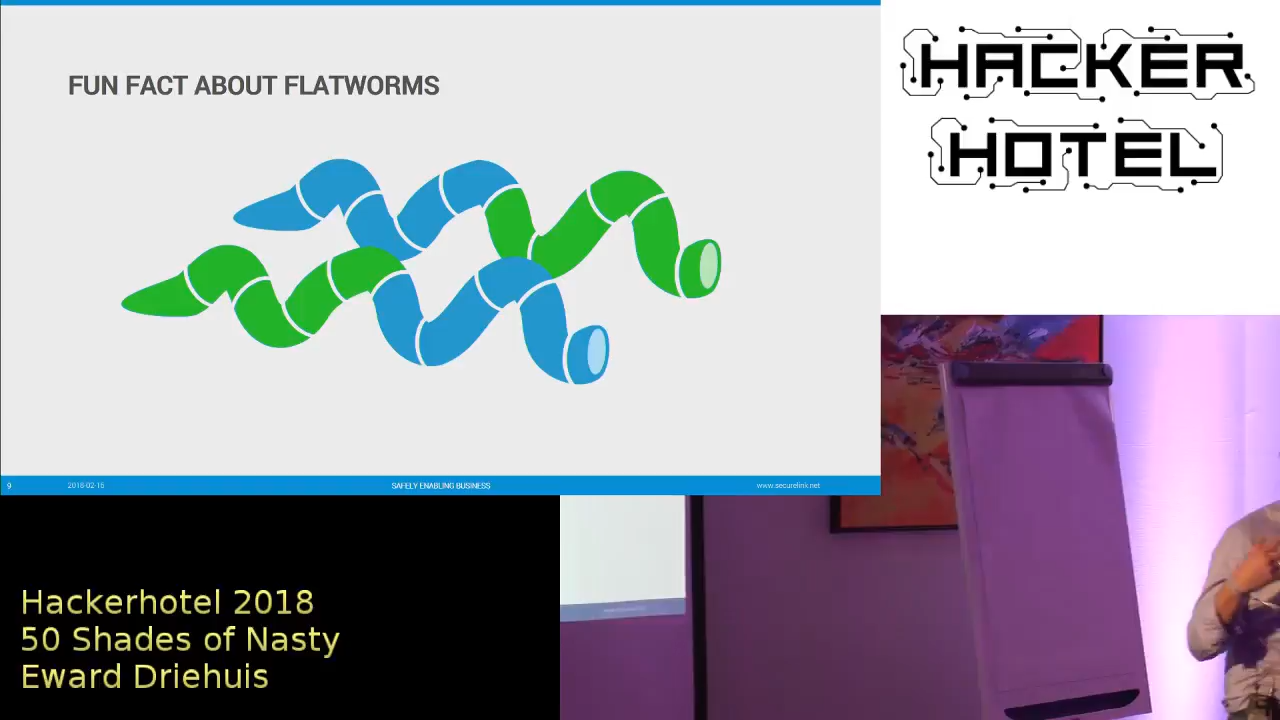 FUN FACT ABOUT FLATWORMS
9
2018-02-15
SAFELY ENABLING BUSINESS
www.securelink.net
HACKER
HOTEL
Hackerhotel 2018
50 Shades of Nasty
Eward Driehuis